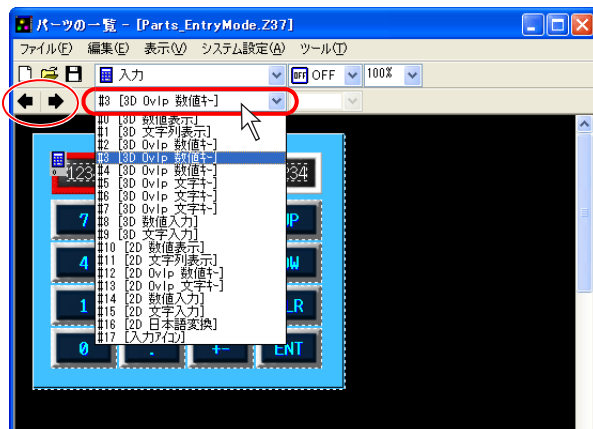 パーツの一覧 - [Parts_EntryMode.Z37]
ファイル(F) 編集(E) 表示(V) システム設定(A) ツール(T)
入力 OFF OFF 100%
#3 [3D Ovlp 数値キー]
#0 [3D 数値表示]
#1 [3D 文字列表示]
#2 [3D Ovlp 数値キー]
#3 [3D Ovlp 数値キー]
#4 [3D Ovlp 数値キー]
#5 [3D Ovlp 文字キー]
#6 [3D Ovlp 文字キー]
#7 [3D Ovlp 文字キー]
#8 [3D 数値入力]
#9 [3D 文字入力]
#10 [2D 数値表示]
#11 [2D 文字列表示]
#12 [2D Ovlp 数値キー]
#13 [2D Ovlp 文字キー]
#14 [2D 数値入力]
#15 [2D 文字入力]
#16 [2D 日本語変換]
#17 [入力アイコン]
123 234
7 UP
4 OW
1 LR
0 . +- ENT